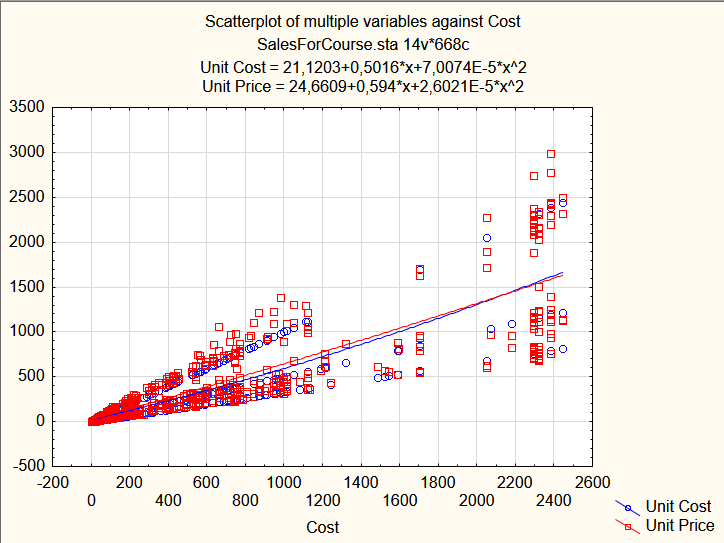 Scatterplot of multiple variables against Cost
SalesForCourse.sta 14v*668c
Unit Cost = 21,1203+0,5016*x+7,0074E-5*x^2
Unit Price = 24,6609+0,594*x+2,6021E-5*x^2
3500
3000
2500
2000
1500
1000
500
0
-500
-200 200 600 1000 1400 1800 2200 2600
0 400 800 1200 1600 2000 2400
Cost
Unit Cost
Unit Price